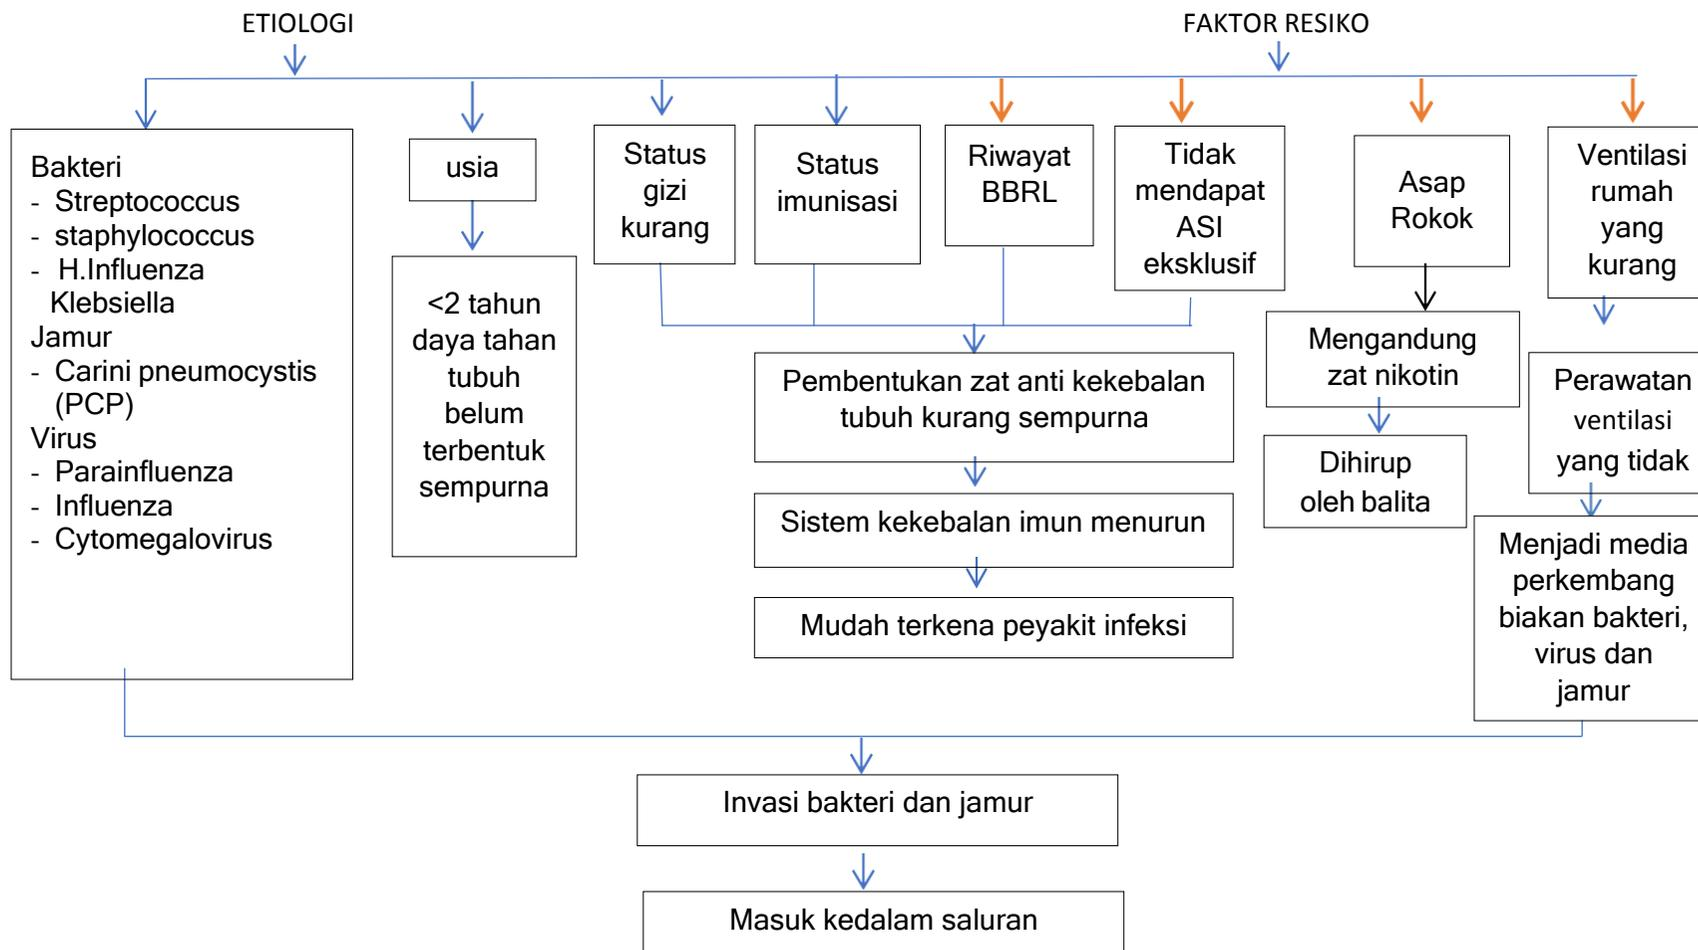 ETIOLOGI
FAKTOR RESIKO
Bakteri
- Streptococcus
- staphylococcus
- H.Influenza
Klebsiella
Jamur
- Carini pneumocystis
(PCP)
Virus
- Parainfluenza
- Influenza
- Cytomegalovirus
usia
<2 tahun
daya tahan
tubuh
belum
terbentuk
sempurna
Status
gizi
kurang
Status
imunisasi
Riwayat
BBRL
Tidak
mendapat
ASI
eksklusif
Asap
Rokok
Ventilasi
rumah
yang
kurang
Pembentukan zat anti kekebalan
tubuh kurang sempurna
Sistem kekebalan imun menurun
Mudah terkena peyakit infeksi
Mengandung
zat nikotin
Dihirup
oleh balita
Perawatan
ventilasi
yang tidak
Menjadi media
perkembang
biakan bakteri,
virus dan
jamur
Invasi bakteri dan jamur
Masuk kedalam saluran